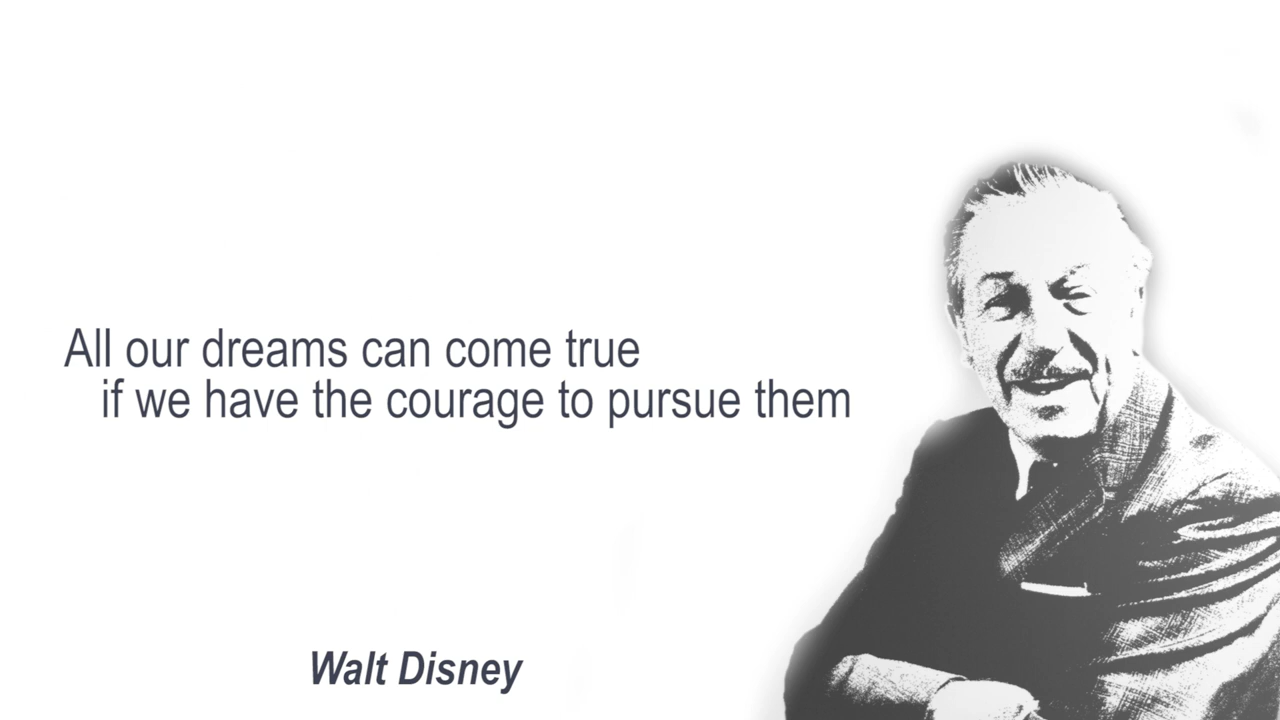 All our dreams can come true
if we have the courage to pursue them
Walt Disney